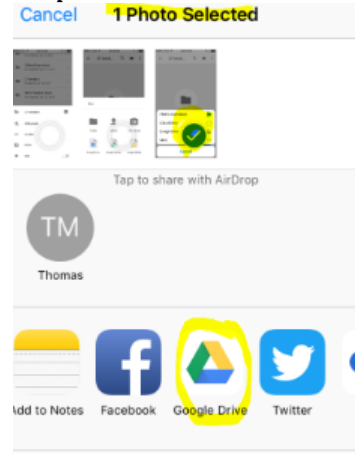 Cancel 1 Photo Selected
Tap to share with AirDrop
TM
Thomas
Add to Notes Facebook Google Drive Twitter